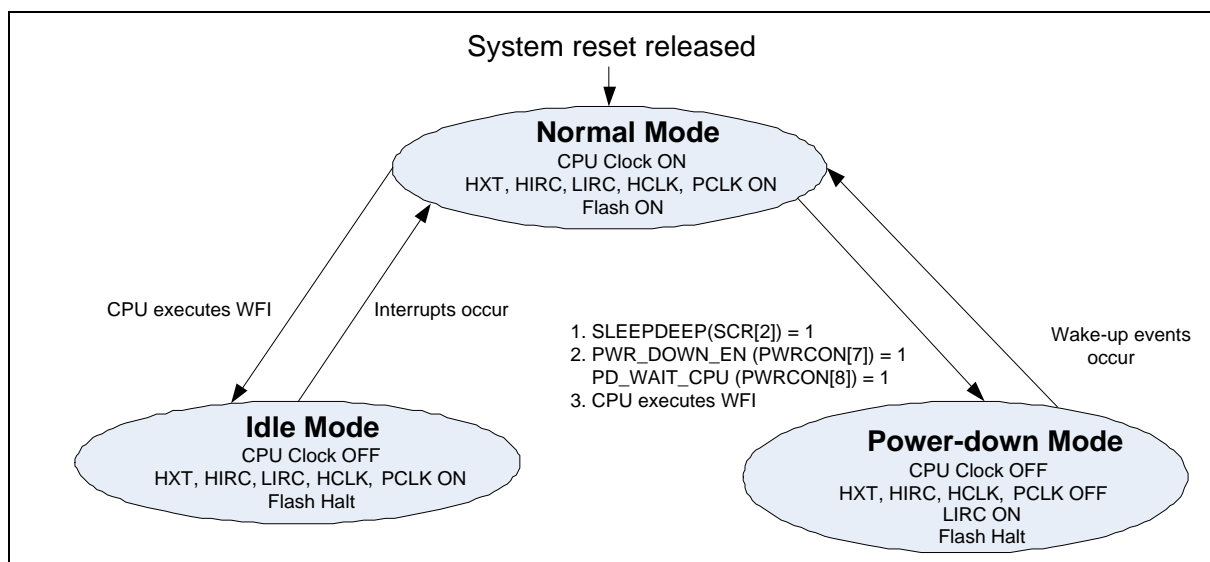 System reset released
Normal Mode
CPU Clock ON
HXT, HIRC, LIRC, HCLK, PCLK ON
Flash ON
CPU executes WFI
Interrupts occur
1. SLEEPDEEP(SCR[2]) = 1
2. PWR_DOWN_EN (PWRCON[7]) = 1
PD_WAIT_CPU (PWRCON[8]) = 1
3. CPU executes WFI
Wake-up events
occur
Idle Mode
CPU Clock OFF
HXT, HIRC, LIRC, HCLK, PCLK ON
Flash Halt
Power-down Mode
CPU Clock OFF
HXT, HIRC, HCLK, PCLK OFF
LIRC ON
Flash Halt